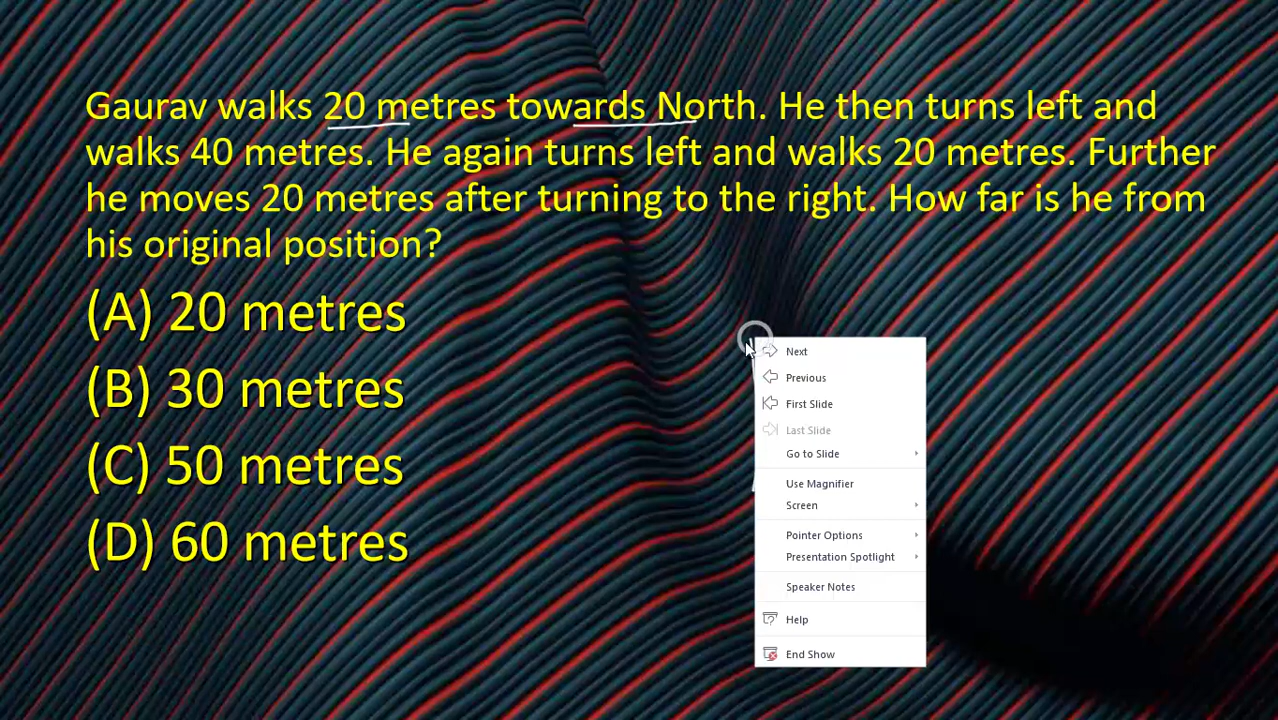 Gaurav walks 20 metres towards North. He then turns left and
walks 40 metres. He again turns left and walks 20 metres. Further
he moves 20 metres after turning to the right. How far is he from
his original position?
(A) 20 metres
(B) 30 metres
(C) 50 metres
(D) 60 metres
Next
Previous
First Slide
Last Slide
Go to Slide
Use Magnifier
Screen
Pointer Options
Presentation Spotlight
Speaker Notes
Help
End Show